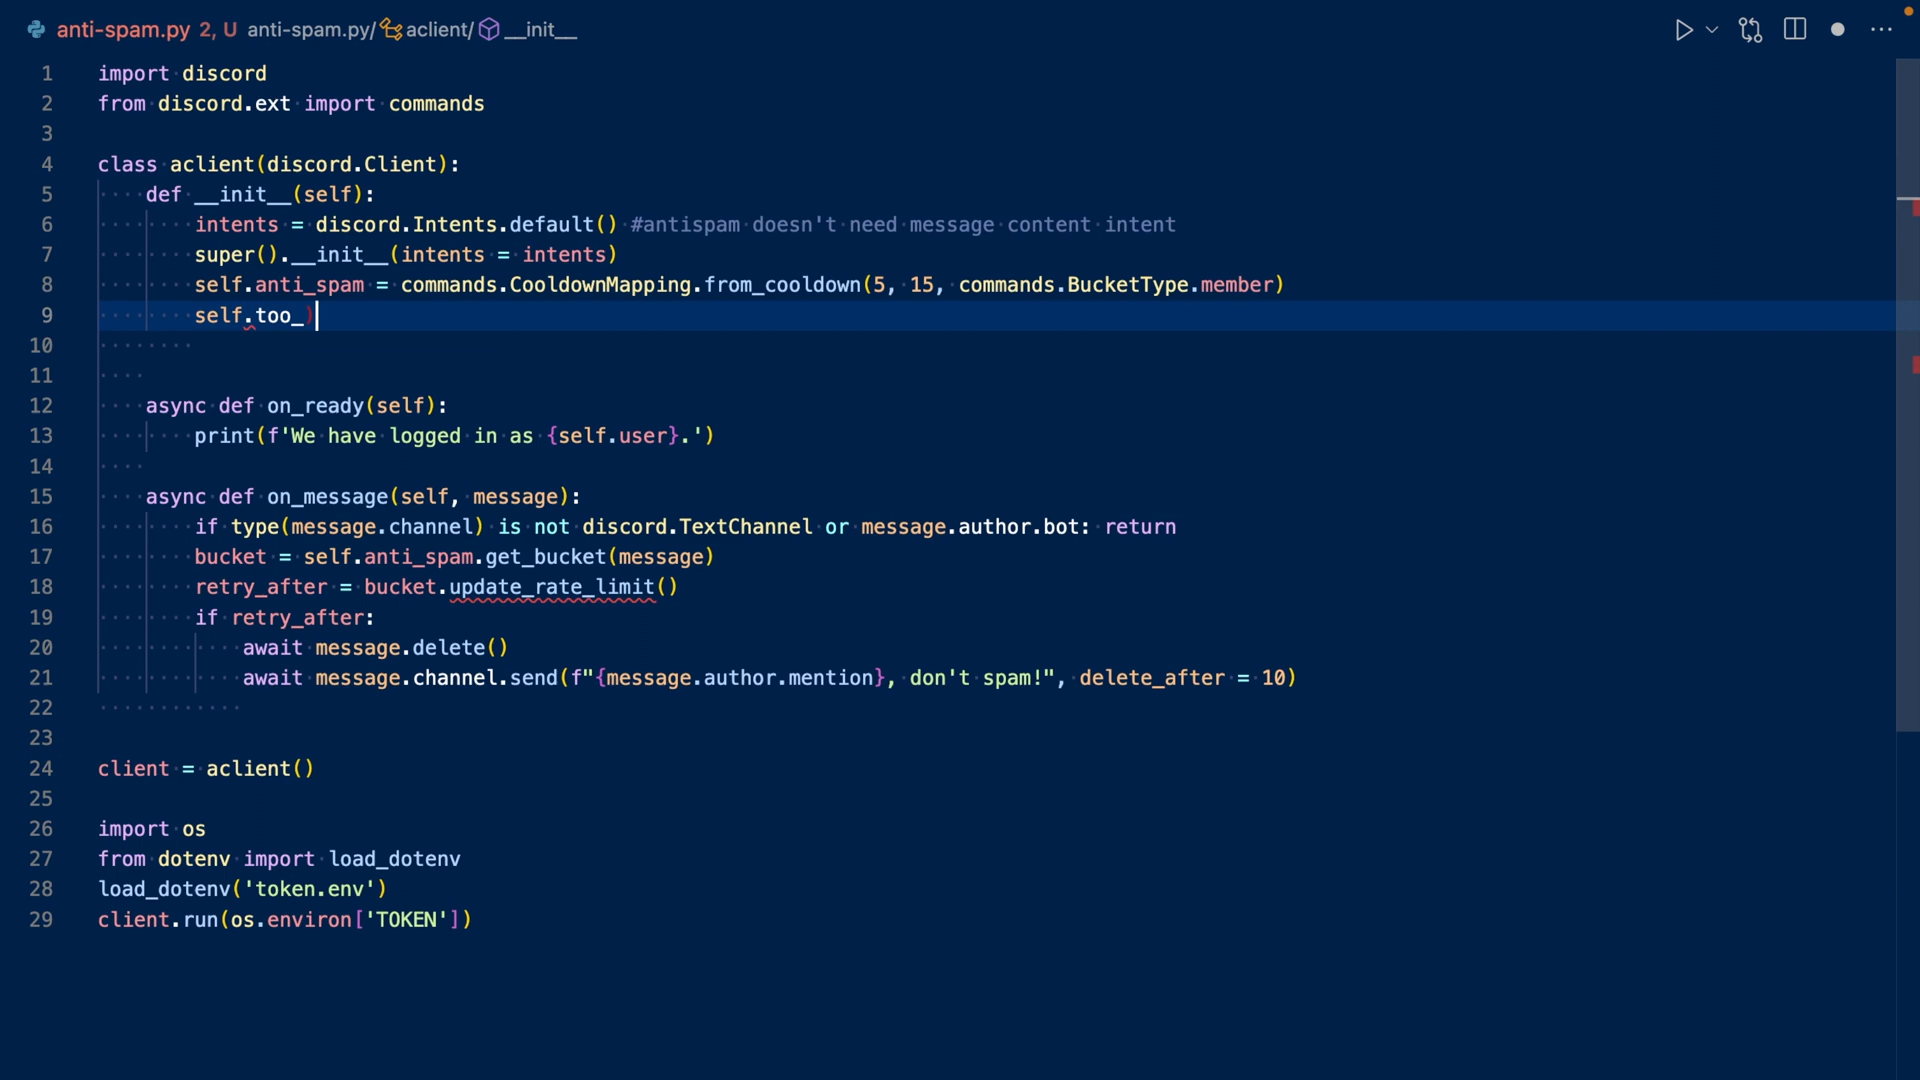 anti-spam.py 2, U anti-spam.py/aclient/__init__
1 import discord
2 from discord.ext import commands
3
4 class aclient(discord.Client):
5 def __init__(self):
6 intents = discord.Intents.default() #antispam doesn't need message content intent
7 super().__init__(intents = intents)
8 self.anti_spam = commands.CooldownMapping.from_cooldown(5, 15, commands.BucketType.member)
9 self.too_)
10
11
12 async def on_ready(self):
13 print(f'We have logged in as {self.user}.')
14
15 async def on_message(self, message):
16 if type(message.channel) is not discord.TextChannel or message.author.bot: return
17 bucket = self.anti_spam.get_bucket(message)
18 retry_after = bucket.update_rate_limit()
19 if retry_after:
20 await message.delete()
21 await message.channel.send(f"{message.author.mention}, don't spam!", delete_after = 10)
22
23
24 client = aclient()
25
26 import os
27 from dotenv import load_dotenv
28 load_dotenv('token.env')
29 client.run(os.environ['TOKEN'])